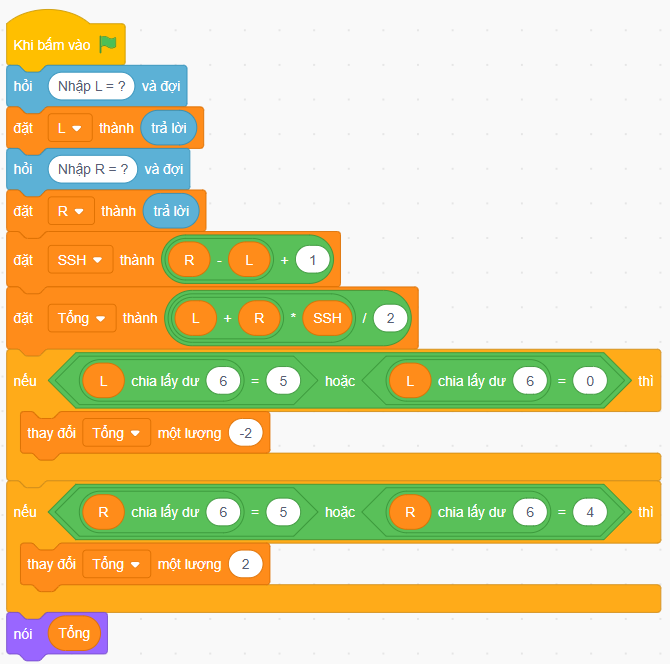 Khi bấm vào
hỏi Nhập L = ? và đợi
đặt L thành trả lời
hỏi Nhập R = ? và đợi
đặt R thành trả lời
đặt SSH thành R - L + 1
đặt Tổng thành L + R * SSH / 2
nếu L chia lấy dư 6 = 5 hoặc L chia lấy dư 6 = 0 thì
thay đổi Tổng một lượng -2
nếu R chia lấy dư 6 = 5 hoặc R chia lấy dư 6 = 4 thì
thay đổi Tổng một lượng 2
nói Tổng